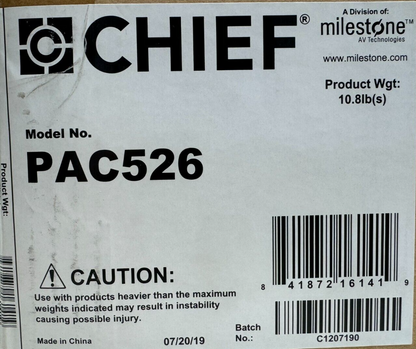 CHIEF®
A Division of:
milestone™
AV Technologies
www.milestone.com
Product Wgt:
10.8lb(s)
Model No.
PAC526
Product Wgt:
CAUTION:
Use with products heavier than the maximum
weights indicated may result in instability
causing possible injury.
8 41872 16141 9
Made in China
07/20/19
Batch
No.:
C1207190